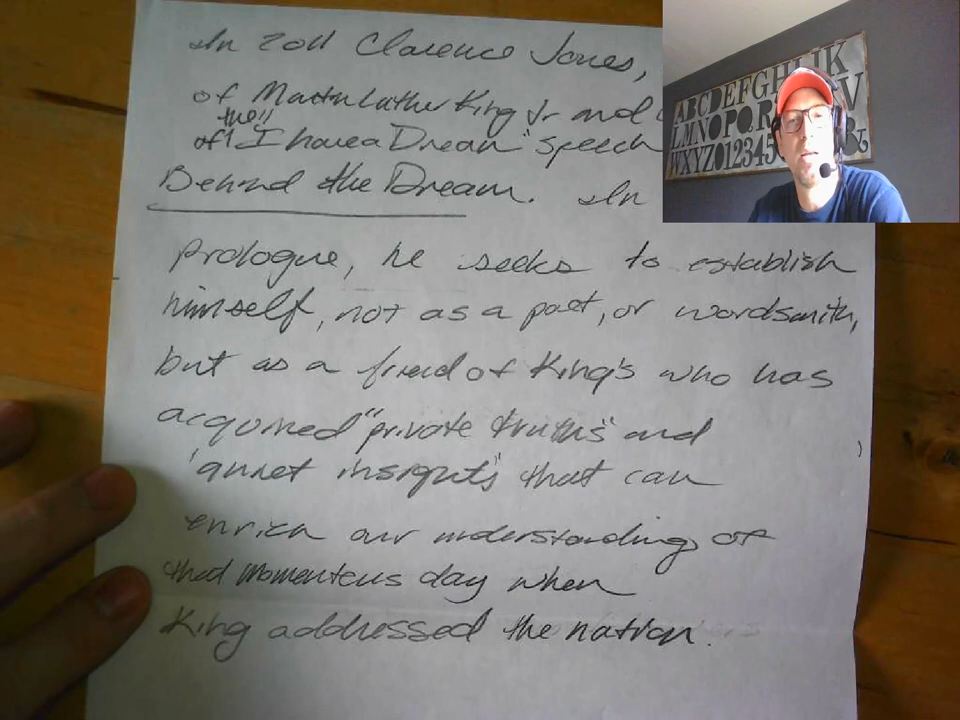 In 2011 Clarence Jones,
of Martin Luther King Jr and
the
of "I have a Dream" speech
Behind the Dream. In
prologue, he seeks to establish
himself, not as a poet, or wordsmith,
but as a friend of King's who has
acquired "private truths" and
"quiet insights" that can
enrich our understanding of
that momentous day when
King addressed the nation.
ABCDEFGHIJK
LMNOPQR
V
WXYZ012345
&